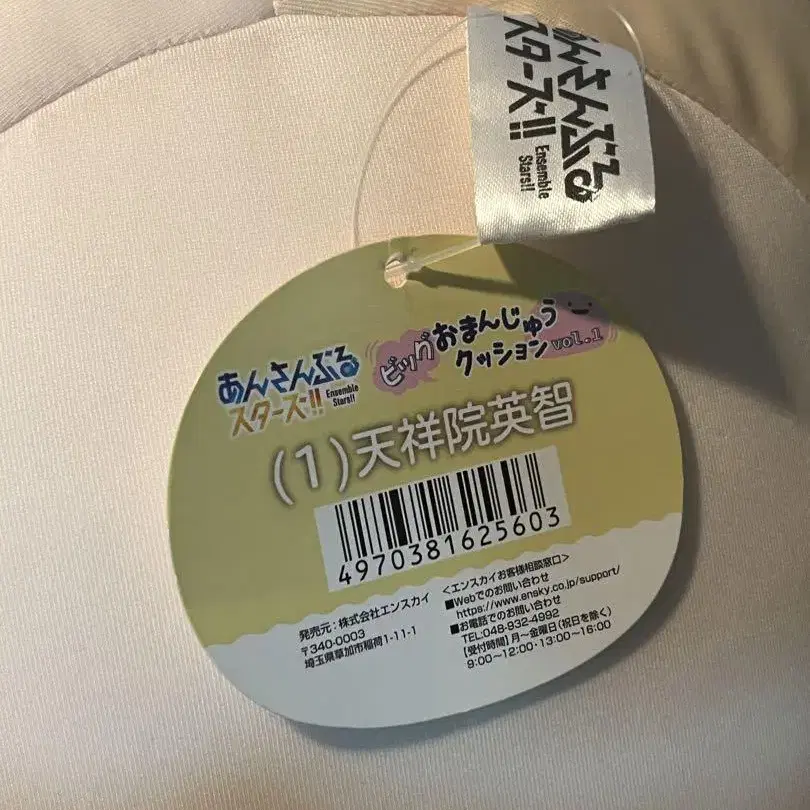 あんさんぶる
スターズ!!
Ensemble
Stars!!
ビッグおまんじゅう
クッション vol.1
あんさんぶる
スターズ!!
Ensemble
Stars!!
(1)天祥院英智
4970381625603
発売元:株式会社エンスカイ
〒340-0003
埼玉県草加市稲荷1-11-1
<エンスカイお客様相談窓口>
■Webでのお問い合わせ
https://www.ensky.co.jp/support/
■お電話でのお問い合わせ
TEL:048-932-4992
【受付時間】月~金曜日(祝日を除く)
9:00~12:00・13:00~16:00